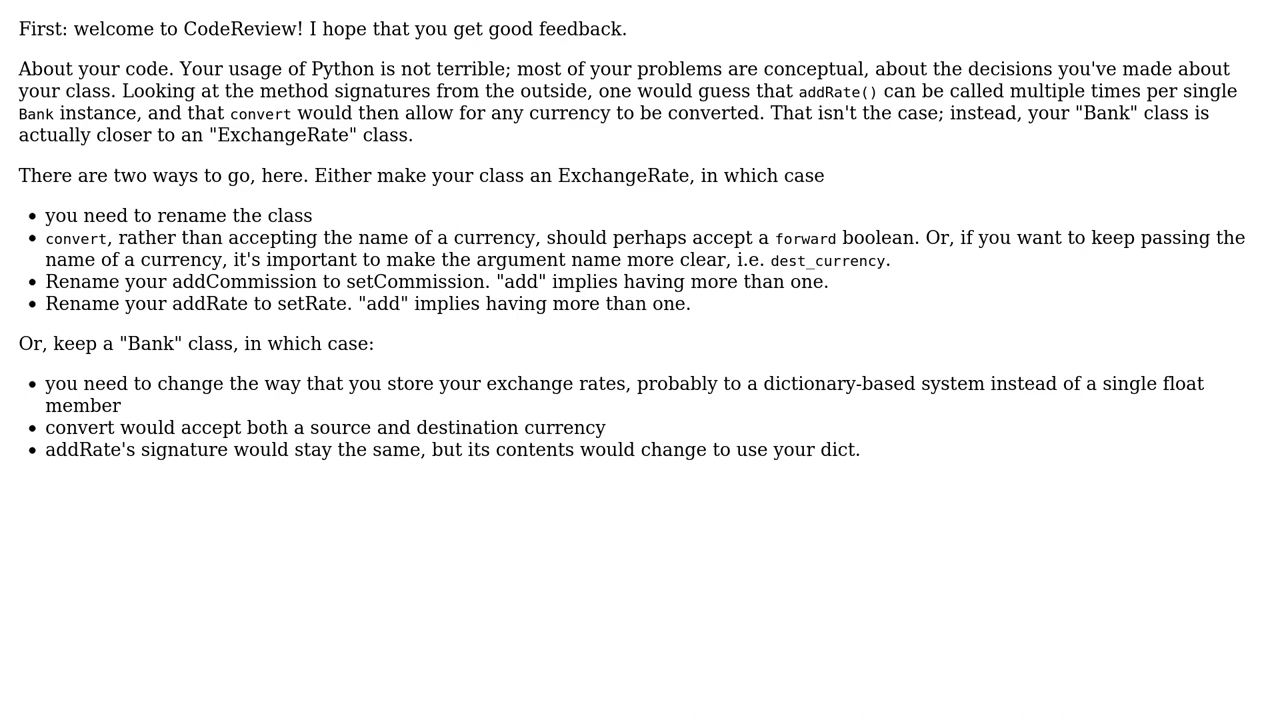 First: welcome to CodeReview! I hope that you get good feedback.
About your code. Your usage of Python is not terrible; most of your problems are conceptual, about the decisions you've made about
your class. Looking at the method signatures from the outside, one would guess that addRate() can be called multiple times per single
Bank instance, and that convert would then allow for any currency to be converted. That isn't the case; instead, your "Bank" class is
actually closer to an "ExchangeRate" class.
There are two ways to go, here. Either make your class an ExchangeRate, in which case
• you need to rename the class
• convert, rather than accepting the name of a currency, should perhaps accept a forward boolean. Or, if you want to keep passing the
name of a currency, it's important to make the argument name more clear, i.e. dest_currency.
• Rename your addCommission to setCommission. "add" implies having more than one.
• Rename your addRate to setRate. "add" implies having more than one.
Or, keep a "Bank" class, in which case:
• you need to change the way that you store your exchange rates, probably to a dictionary-based system instead of a single float
member
• convert would accept both a source and destination currency
• addRate's signature would stay the same, but its contents would change to use your dict.